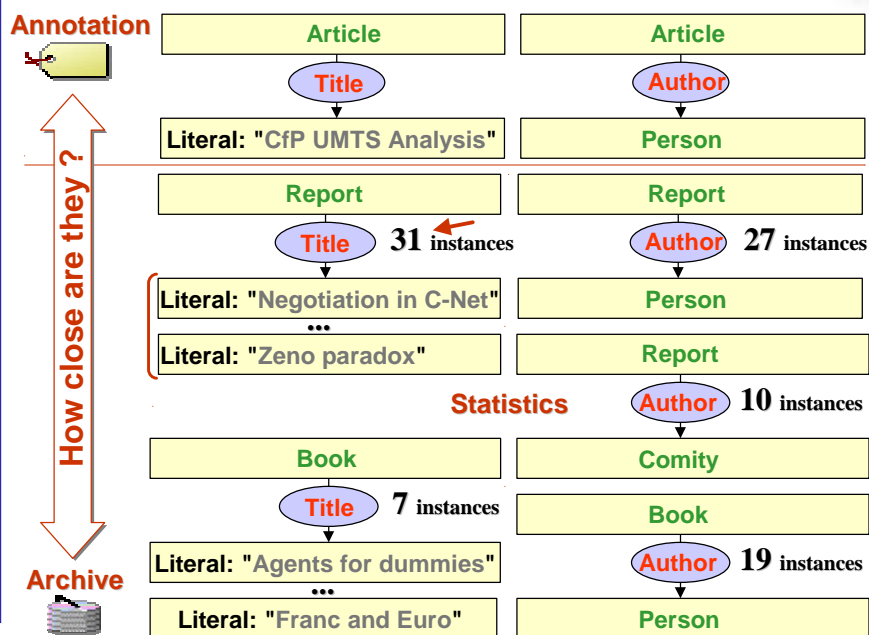 Annotation
Article
Article
Title
Author
Literal: "CfP UMTS Analysis"
Person
How close are they ?
Report
Report
Title
31 instances
Author
27 instances
Literal: "Negotiation in C-Net"
Person
...
Literal: "Zeno paradox"
Report
Statistics
Author
10 instances
Book
Comity
Title
7 instances
Book
Literal: "Agents for dummies"
Author
19 instances
Archive
...
Literal: "Franc and Euro"
Person